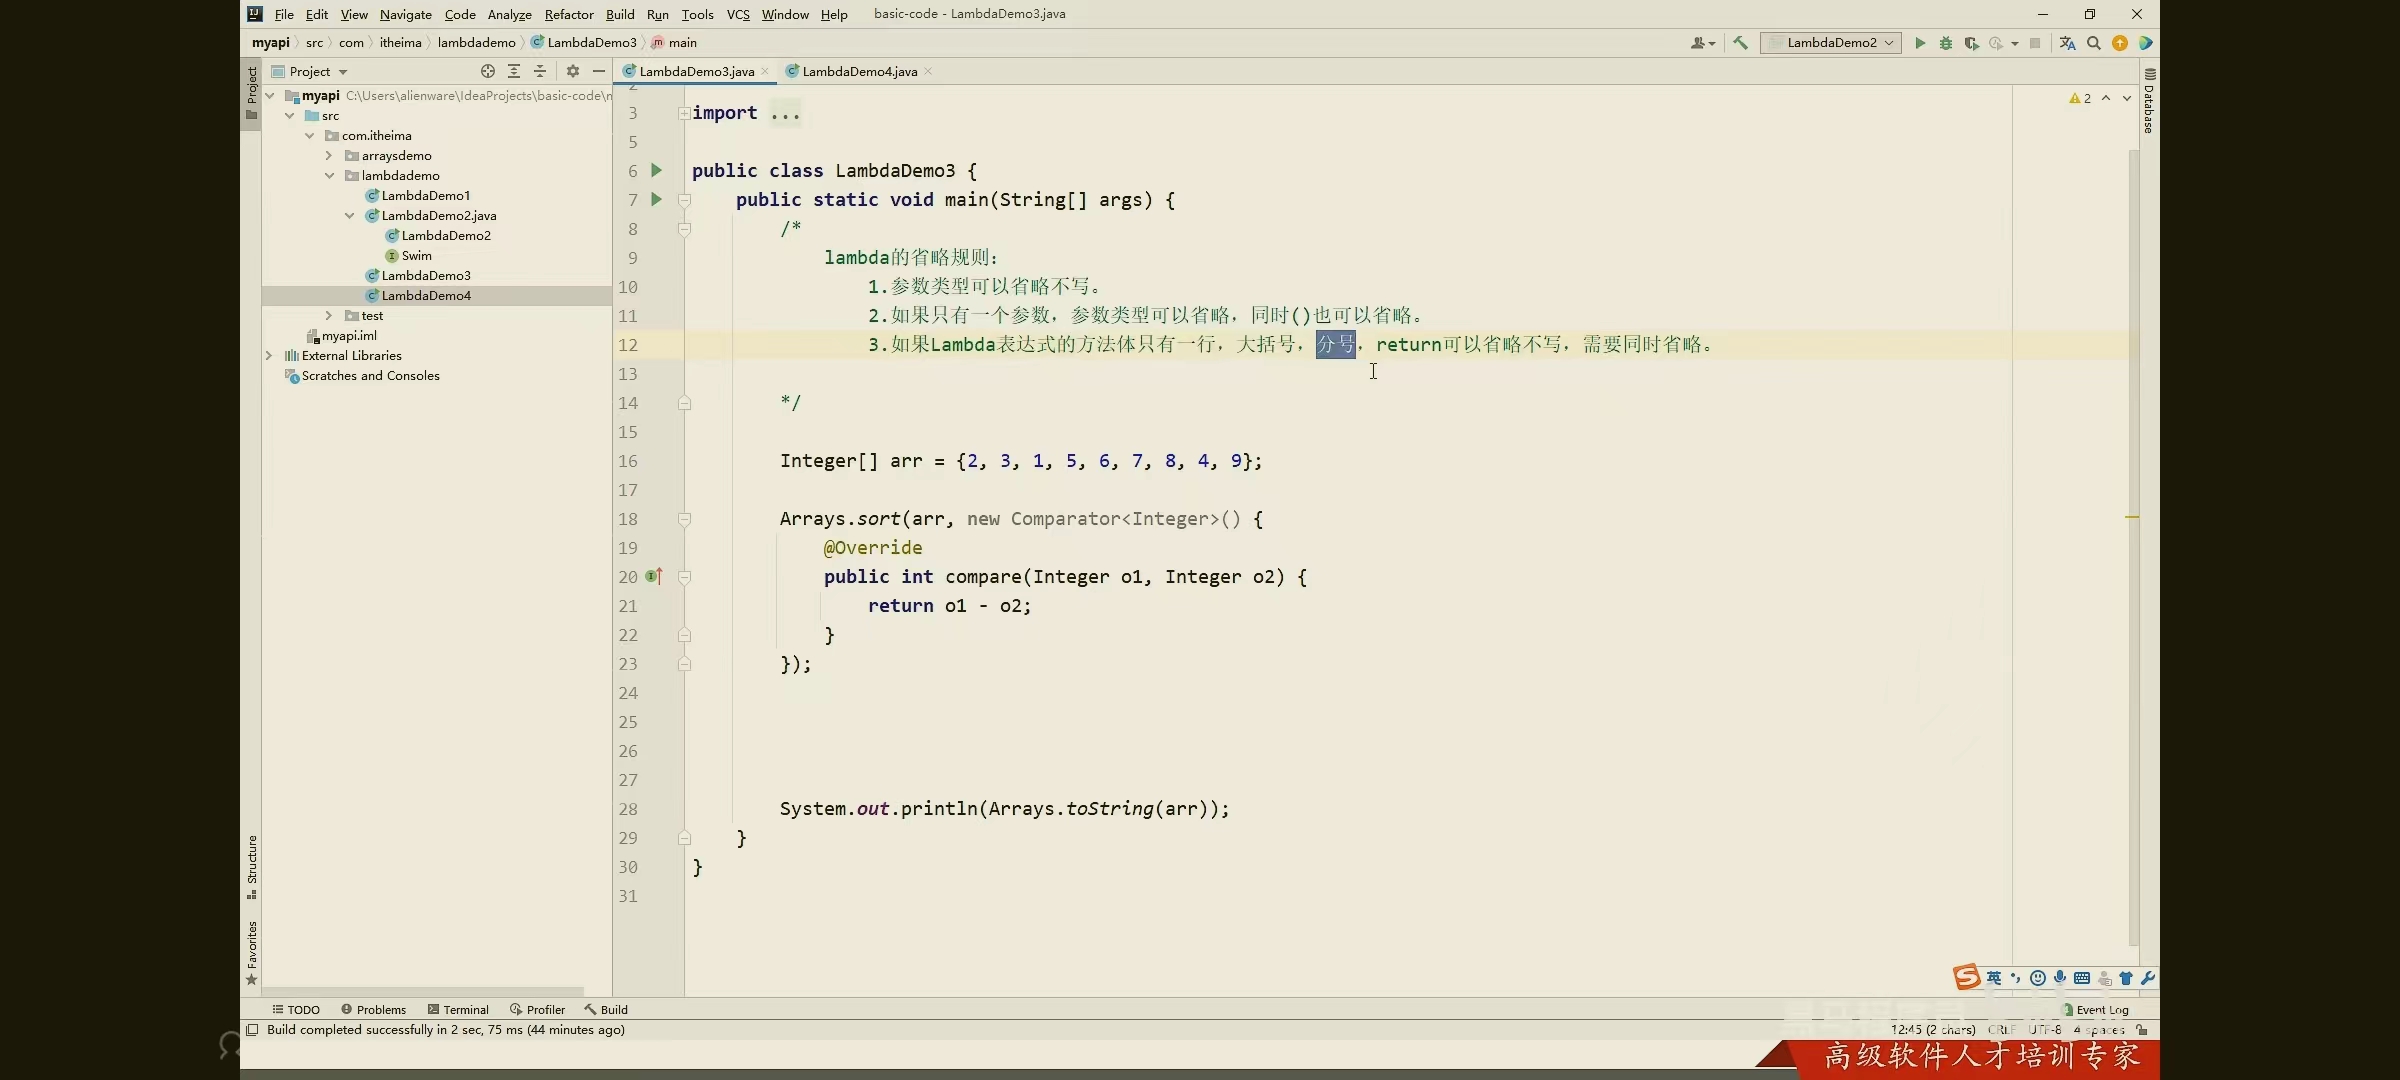 File Edit View Navigate Code Analyze Refactor Build Run Tools VCS Window Help basic-code - LambdaDemo3.java
myapi src com itheima lambdademo LambdaDemo3 main LambdaDemo2
Project
LambdaDemo3.java LambdaDemo4.java
myapi C:\Users\alienware\IdeaProjects\basic-code\
src
com.itheima
arraysdemo
lambdademo
LambdaDemo1
LambdaDemo2.java
LambdaDemo2
Swim
LambdaDemo3
LambdaDemo4
test
myapi.iml
External Libraries
Scratches and Consoles
Project
Structure
Favorites
2
3 import ...
5
6 public class LambdaDemo3 {
7 public static void main(String[] args) {
8 /*
9 lambda的省略规则:
10 1.参数类型可以省略不写。
11 2.如果只有一个参数，参数类型可以省略，同时()也可以省略。
12 3.如果Lambda表达式的方法体只有一行，大括号，分号，return可以省略不写，需要同时省略。
13
14 */
15
16 Integer[] arr = {2, 3, 1, 5, 6, 7, 8, 4, 9};
17
18 Arrays.sort(arr, new Comparator<Integer>() {
19 @Override
20 public int compare(Integer o1, Integer o2) {
21 return o1 - o2;
22 }
23 });
24
25
26
27
28 System.out.println(Arrays.toString(arr));
29 }
30 }
31
2
Database
英
TODO Problems Terminal Profiler Build Event Log
Build completed successfully in 2 sec, 75 ms (44 minutes ago) 12:45 (2 chars) CRLF UTF-8 4 spaces
高级软件人才培训专家